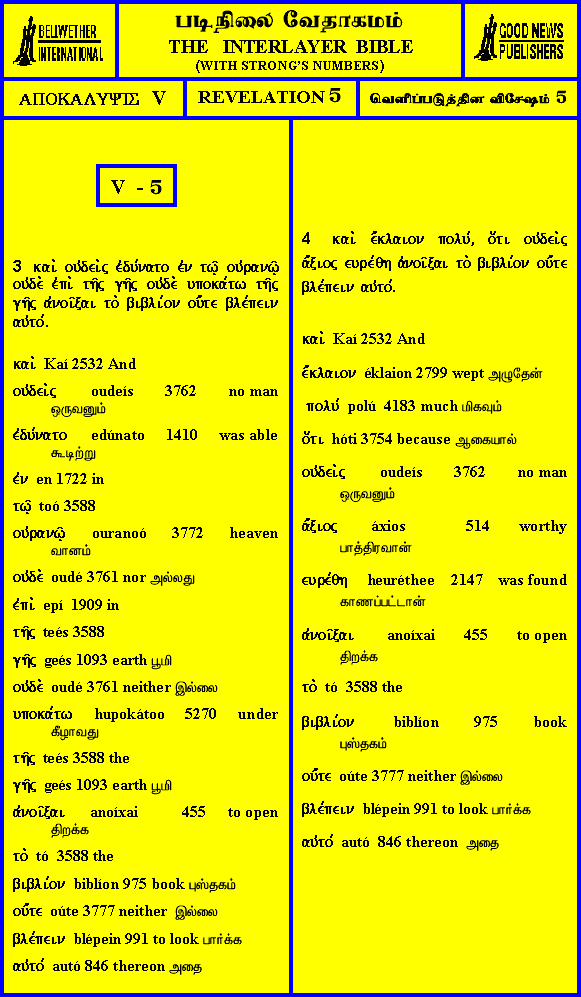 BELLWETHER
INTERNATIONAL
படிநிலை வேதாகமம்
THE INTERLAYER BIBLE
(WITH STRONG'S NUMBERS)
GOOD NEWS
PUBLISHERS
ΑΠΟΚΑΛΥΨΙΣ V
REVELATION 5
வெளிப்படுத்தின விசேஷம் 5
V - 5
3 καὶ οὐδεὶς ἐδύνατο ἐν τῷ οὐρανῷ
οὐδὲ ἐπὶ τῆς γῆς οὐδὲ υποκάτω τῆς
γῆς ἀνοῖξαι τὸ βιβλίον οὔτε βλέπειν
αὐτό.
καὶ Kaí 2532 And
οὐδεὶς oudeís 3762 no man
ஒருவனும்
ἐδύνατο edúnato 1410 was able
கூடிற்று
ἐν en 1722 in
τῷ toó 3588
οὐρανῷ ouranoó 3772 heaven
வானம்
οὐδὲ oudé 3761 nor அல்லது
ἐπὶ epí 1909 in
τῆς teés 3588
γῆς geés 1093 earth பூமி
οὐδὲ oudé 3761 neither இல்லை
υποκάτω hupokátoo 5270 under
கீழாவது
τῆς teés 3588 the
γῆς geés 1093 earth பூமி
ἀνοῖξαι anoíxai 455 to open
திறக்க
τὸ tó 3588 the
βιβλίον biblíon 975 book புஸ்தகம்
οὔτε oúte 3777 neither இல்லை
βλέπειν blépein 991 to look பார்க்க
αὐτό autó 846 thereon அதை
4 καὶ ἔκλαιον πολύ, ὅτι οὐδεὶς
ἄξιος ευρέθη ἀνοῖξαι τὸ βιβλίον οὔτε
βλέπειν αὐτό.
καὶ Kaí 2532 And
ἔκλαιον éklaion 2799 wept அழுதேன்
πολύ polú 4183 much மிகவும்
ὅτι hóti 3754 because ஆகையால்
οὐδεὶς oudeís 3762 no man
ஒருவனும்
ἄξιος áxios 514 worthy
பாத்திரவான்
ευρέθη heuréthee 2147 was found
காணப்பட்டான்
ἀνοῖξαι anoíxai 455 to open
திறக்க
τὸ tó 3588 the
βιβλίον biblíon 975 book
புஸ்தகம்
οὔτε oúte 3777 neither இல்லை
βλέπειν blépein 991 to look பார்க்க
αὐτό autó 846 thereon அதை